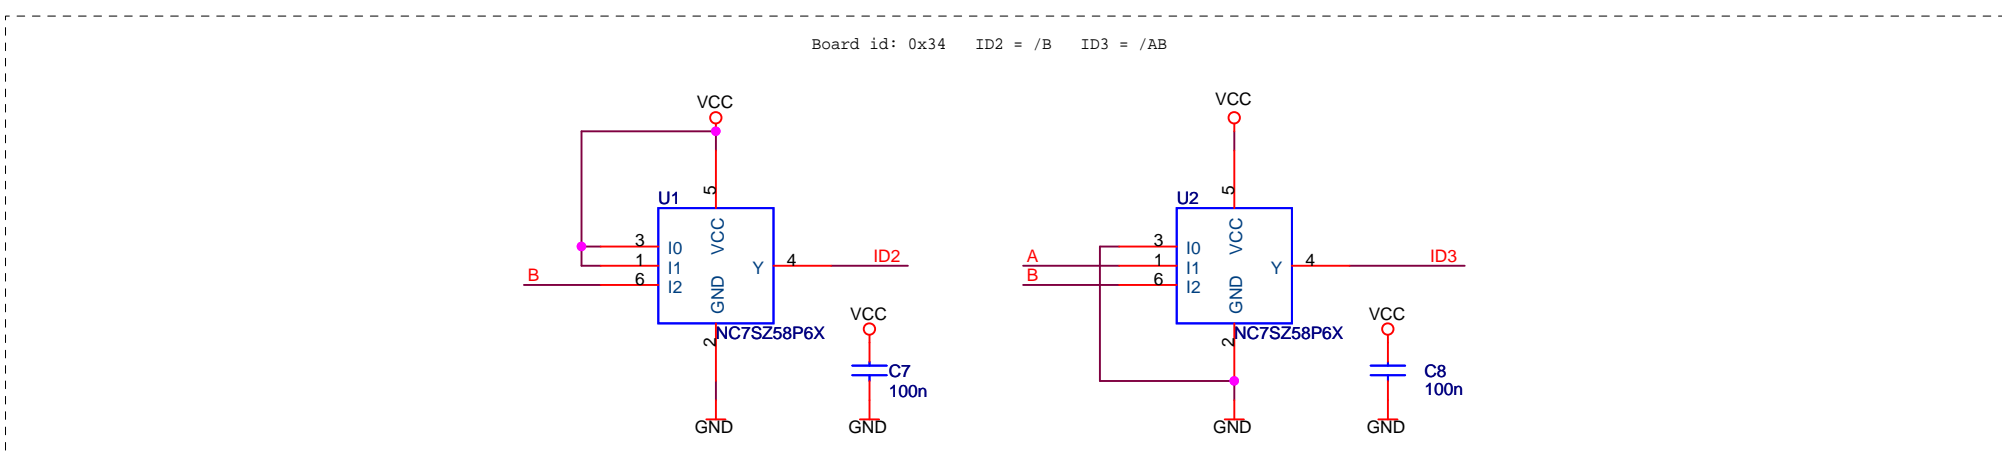 Board id: 0x34   ID2 = /B   ID3 = /AB
VCC
VCC
5
5
U1
U2
VCC
VCC
3
I0
3
I0
1
I1
Y
4
ID2
A
1
I1
Y
4
ID3
B
6
I2
B
6
I2
GND
GND
VCC
VCC
NC7SZ58P6X
NC7SZ58P6X
2
2
C7
100n
C8
100n
GND
GND
GND
GND